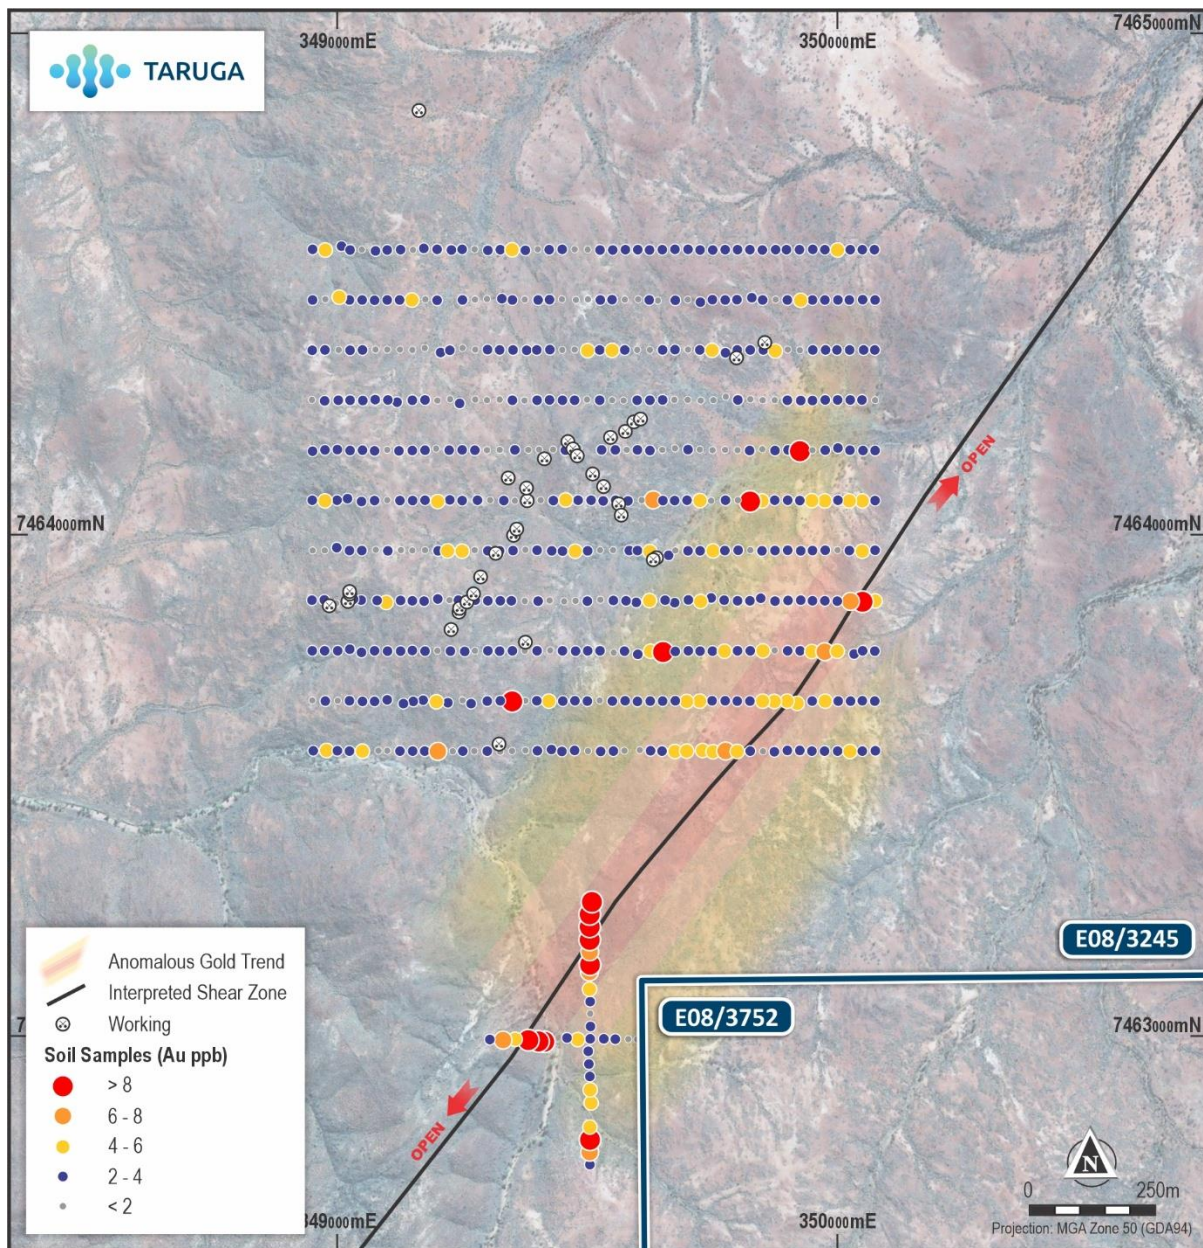 349000mE
350000mE
7465000mN
TARUGA
OPEN
7464000mN
7464000mN
E08/3245
E08/3752
Anomalous Gold Trend
Interpreted Shear Zone
Working
Soil Samples (Au ppb)
> 8
6 - 8
4 - 6
2 - 4
< 2
7
7463000mN
OPEN
N
0
250m
349000mE
350000mE
Projection: MGA Zone 50 (GDA94)